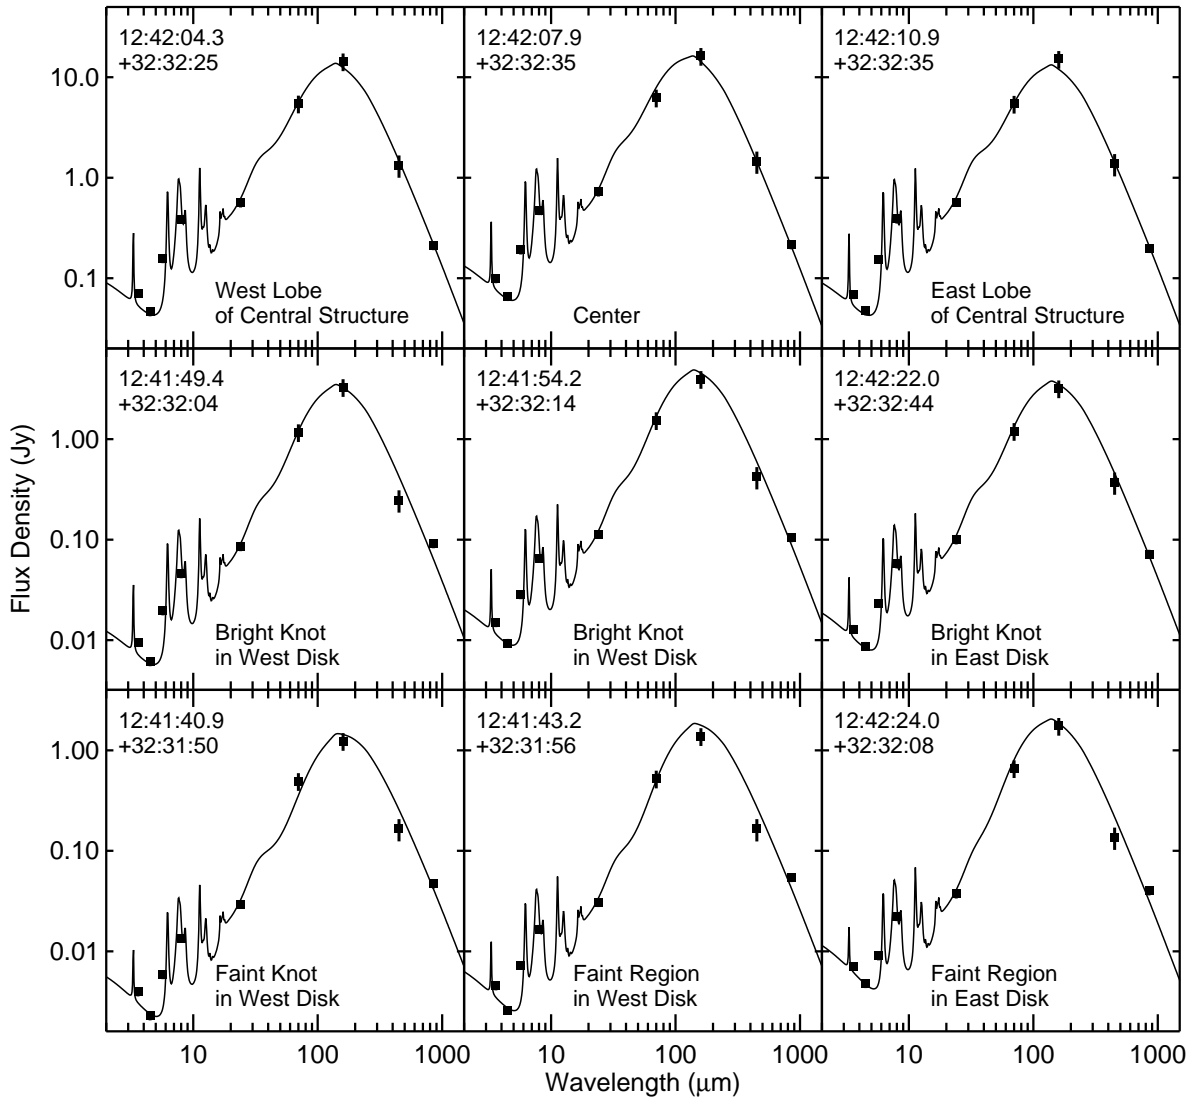 12:42:04.3
+32:32:25
West Lobe
of Central Structure
12:42:07.9
+32:32:35
Center
12:42:10.9
+32:32:35
East Lobe
of Central Structure
10.0
1.0
0.1
12:41:49.4
+32:32:04
Bright Knot
in West Disk
12:41:54.2
+32:32:14
Bright Knot
in West Disk
12:42:22.0
+32:32:44
Bright Knot
in East Disk
1.00
0.10
0.01
Flux Density (Jy)
12:41:40.9
+32:31:50
Faint Knot
in West Disk
12:41:43.2
+32:31:56
Faint Region
in West Disk
12:42:24.0
+32:32:08
Faint Region
in East Disk
1.00
0.10
0.01
10 100 1000 10 100 1000 10 100 1000
Wavelength (μm)